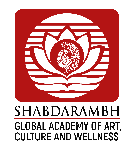 SHABDARAMBH
GLOBAL ACADEMY OF ART,
CULTURE AND WELLNESS